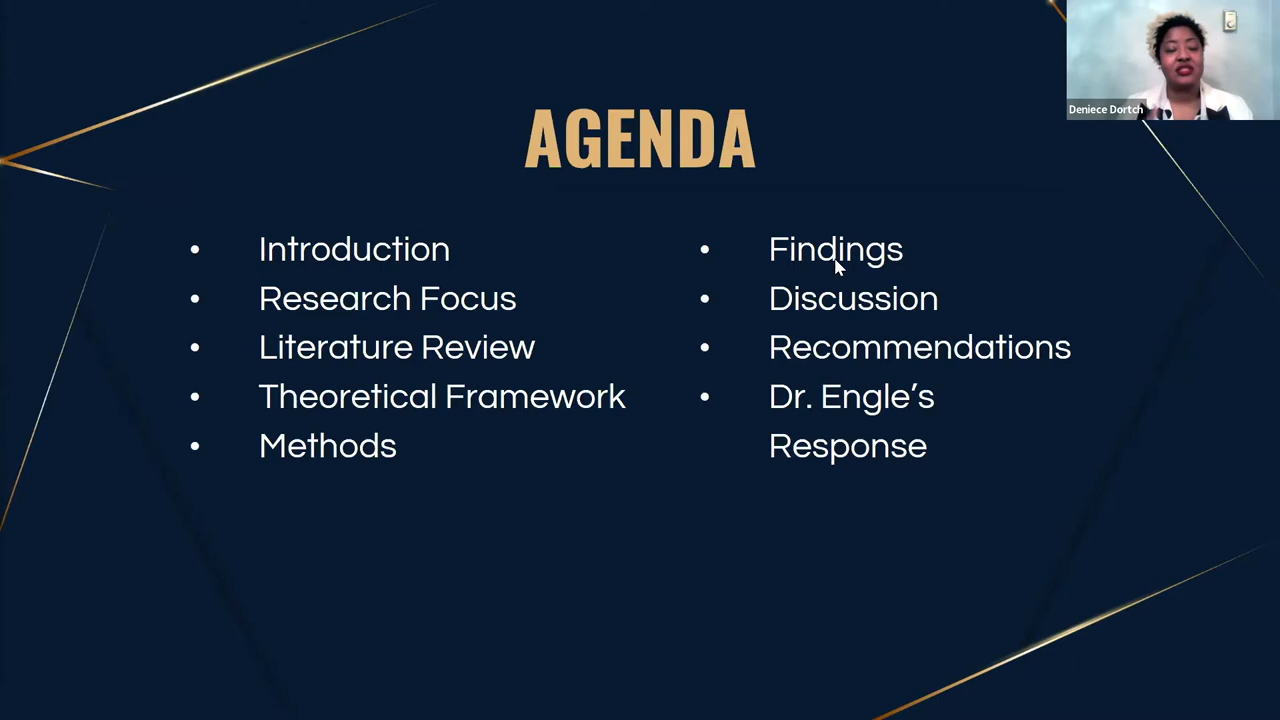 Deniece Dortch
AGENDA
• Introduction
• Research Focus
• Literature Review
• Theoretical Framework
• Methods
• Findings
• Discussion
• Recommendations
• Dr. Engle’s
Response